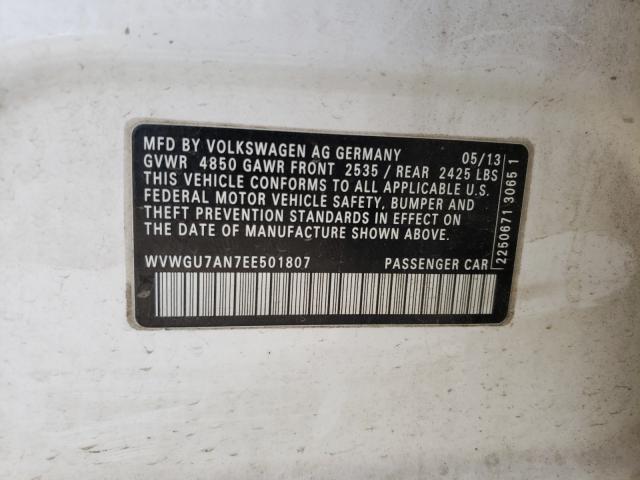 MFD BY VOLKSWAGEN AG GERMANY 05/13
GVWR 4850 GAWR FRONT 2535 / REAR 2425 LBS
THIS VEHICLE CONFORMS TO ALL APPLICABLE U.S.
FEDERAL MOTOR VEHICLE SAFETY, BUMPER AND
THEFT PREVENTION STANDARDS IN EFFECT ON
THE DATE OF MANUFACTURE SHOWN ABOVE.
WVWGU7AN7EE501807 PASSENGER CAR
2250671 3065 1